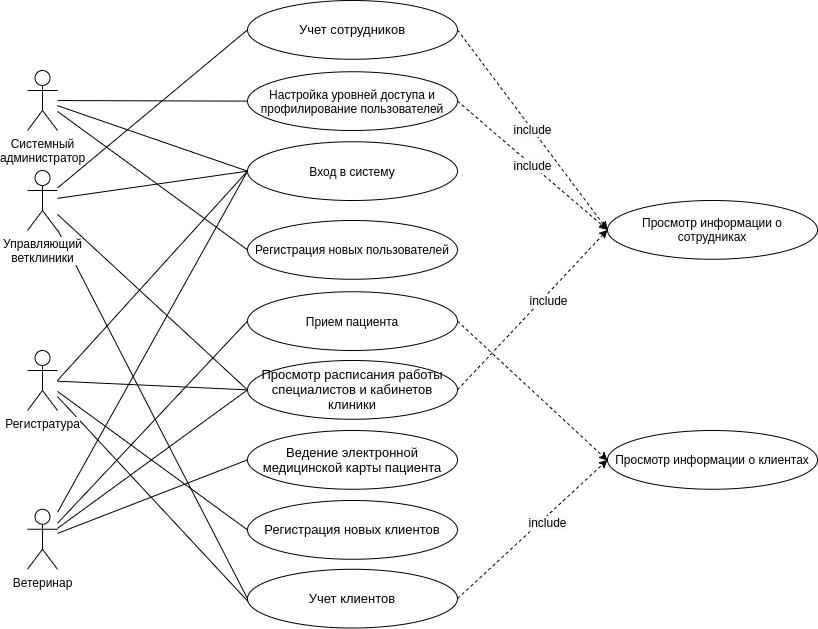 Учет сотрудников
Настройка уровней доступа и
профилирование пользователей
include
Системный
администратор
include
Вход в систему
Просмотр информации о
сотрудниках
Управляющий
ветклиники
Регистрация новых пользователей
include
Прием пациента
Просмотр расписания работы
специалистов и кабинетов
клиники
Регистратура
Ведение электронной
медицинской карты пациента
Просмотр информации о клиентах
include
Регистрация новых клиентов
Ветеринар
Учет клиентов